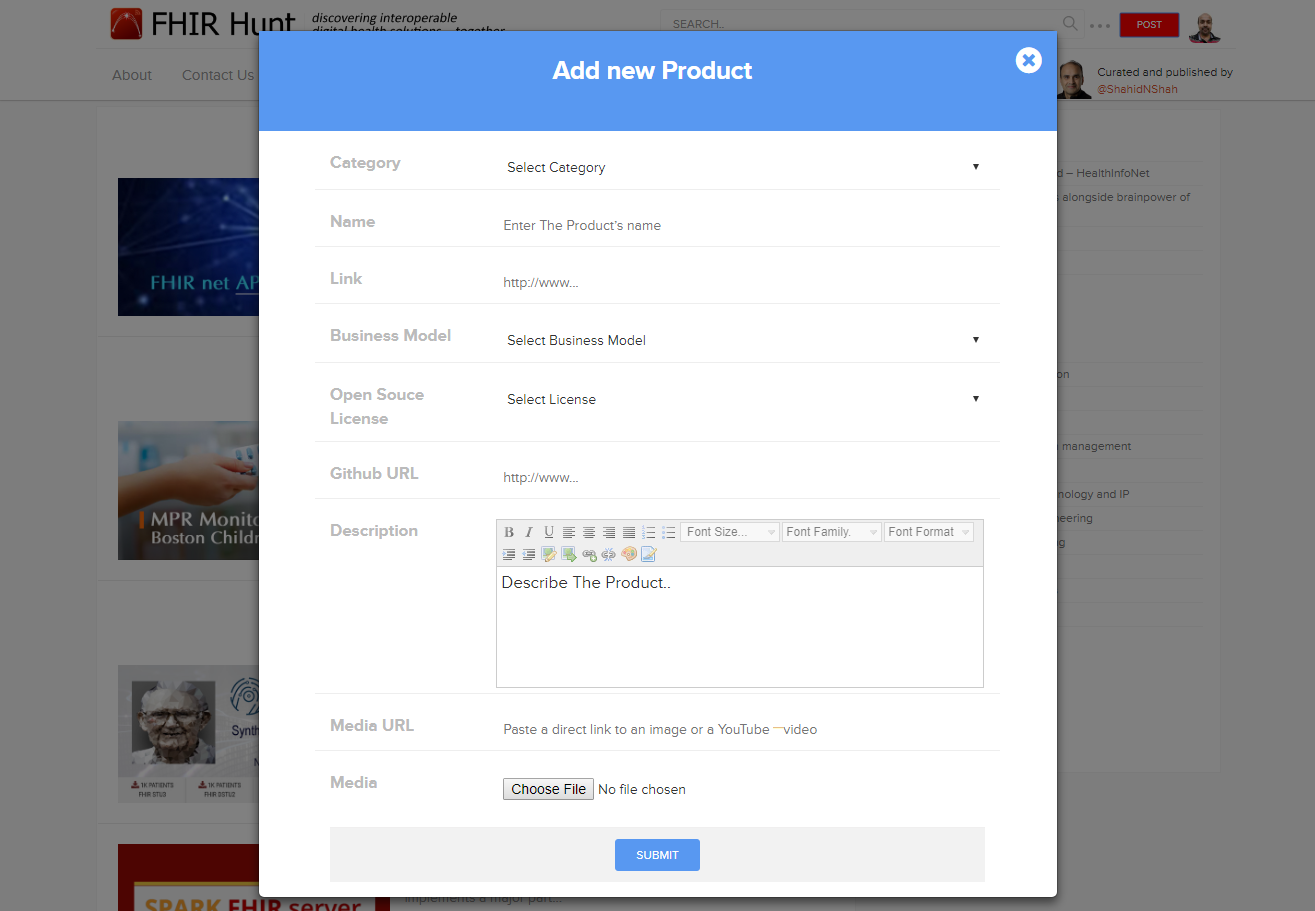 FHIR Hunt
discovering interoperable
digital health solutions... together
SEARCH..
POST
About
Contact Us
Curated and published by
@ShahidNShah
Add new Product
Category
Select Category
Name
Enter The Product's name
Link
http://www...
Business Model
Select Business Model
Open Souce
License
Select License
Github URL
http://www...
Description
B I U
Font Size...
Font Family.
Font Format
Describe The Product..
Media URL
Paste a direct link to an image or a YouTube video
Media
Choose File No file chosen
SUBMIT
FHIR net AP
MPR Monito
Boston Childr
Synth
1K PATIENTS
FHIR STU3
1K PATIENTS
FHIR DSTU2
SPARK FHIR server
implements a major part...
d – HealthInfoNet
alongside brainpower of
on
management
nology and IP
neering
g